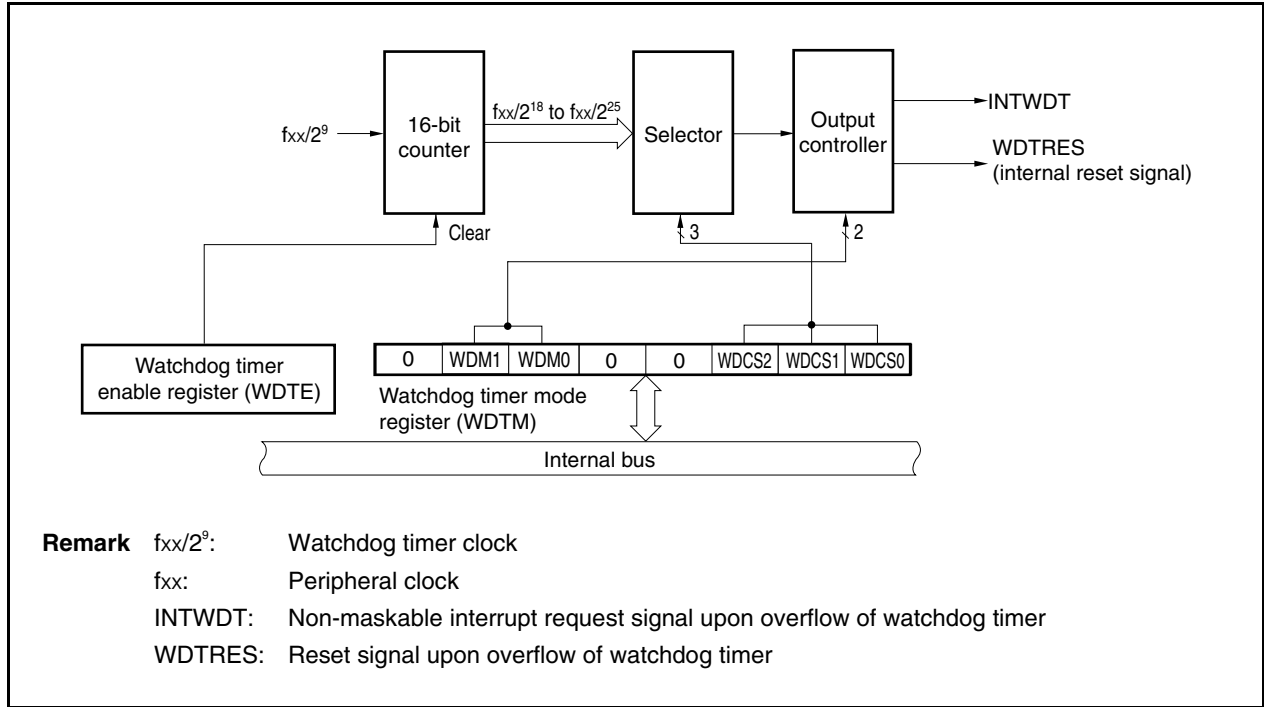 fxx/2⁹
16-bit
counter
fxx/2¹⁸ to fxx/2²⁵
Selector
Output
controller
INTWDT
WDTRES
(internal reset signal)
Clear
3
2
Watchdog timer
enable register (WDTE)
0 WDM1 WDM0 0 0 WDCS2 WDCS1 WDCS0
Watchdog timer mode
register (WDTM)
Internal bus
Remark fxx/2⁹: Watchdog timer clock
fxx: Peripheral clock
INTWDT: Non-maskable interrupt request signal upon overflow of watchdog timer
WDTRES: Reset signal upon overflow of watchdog timer